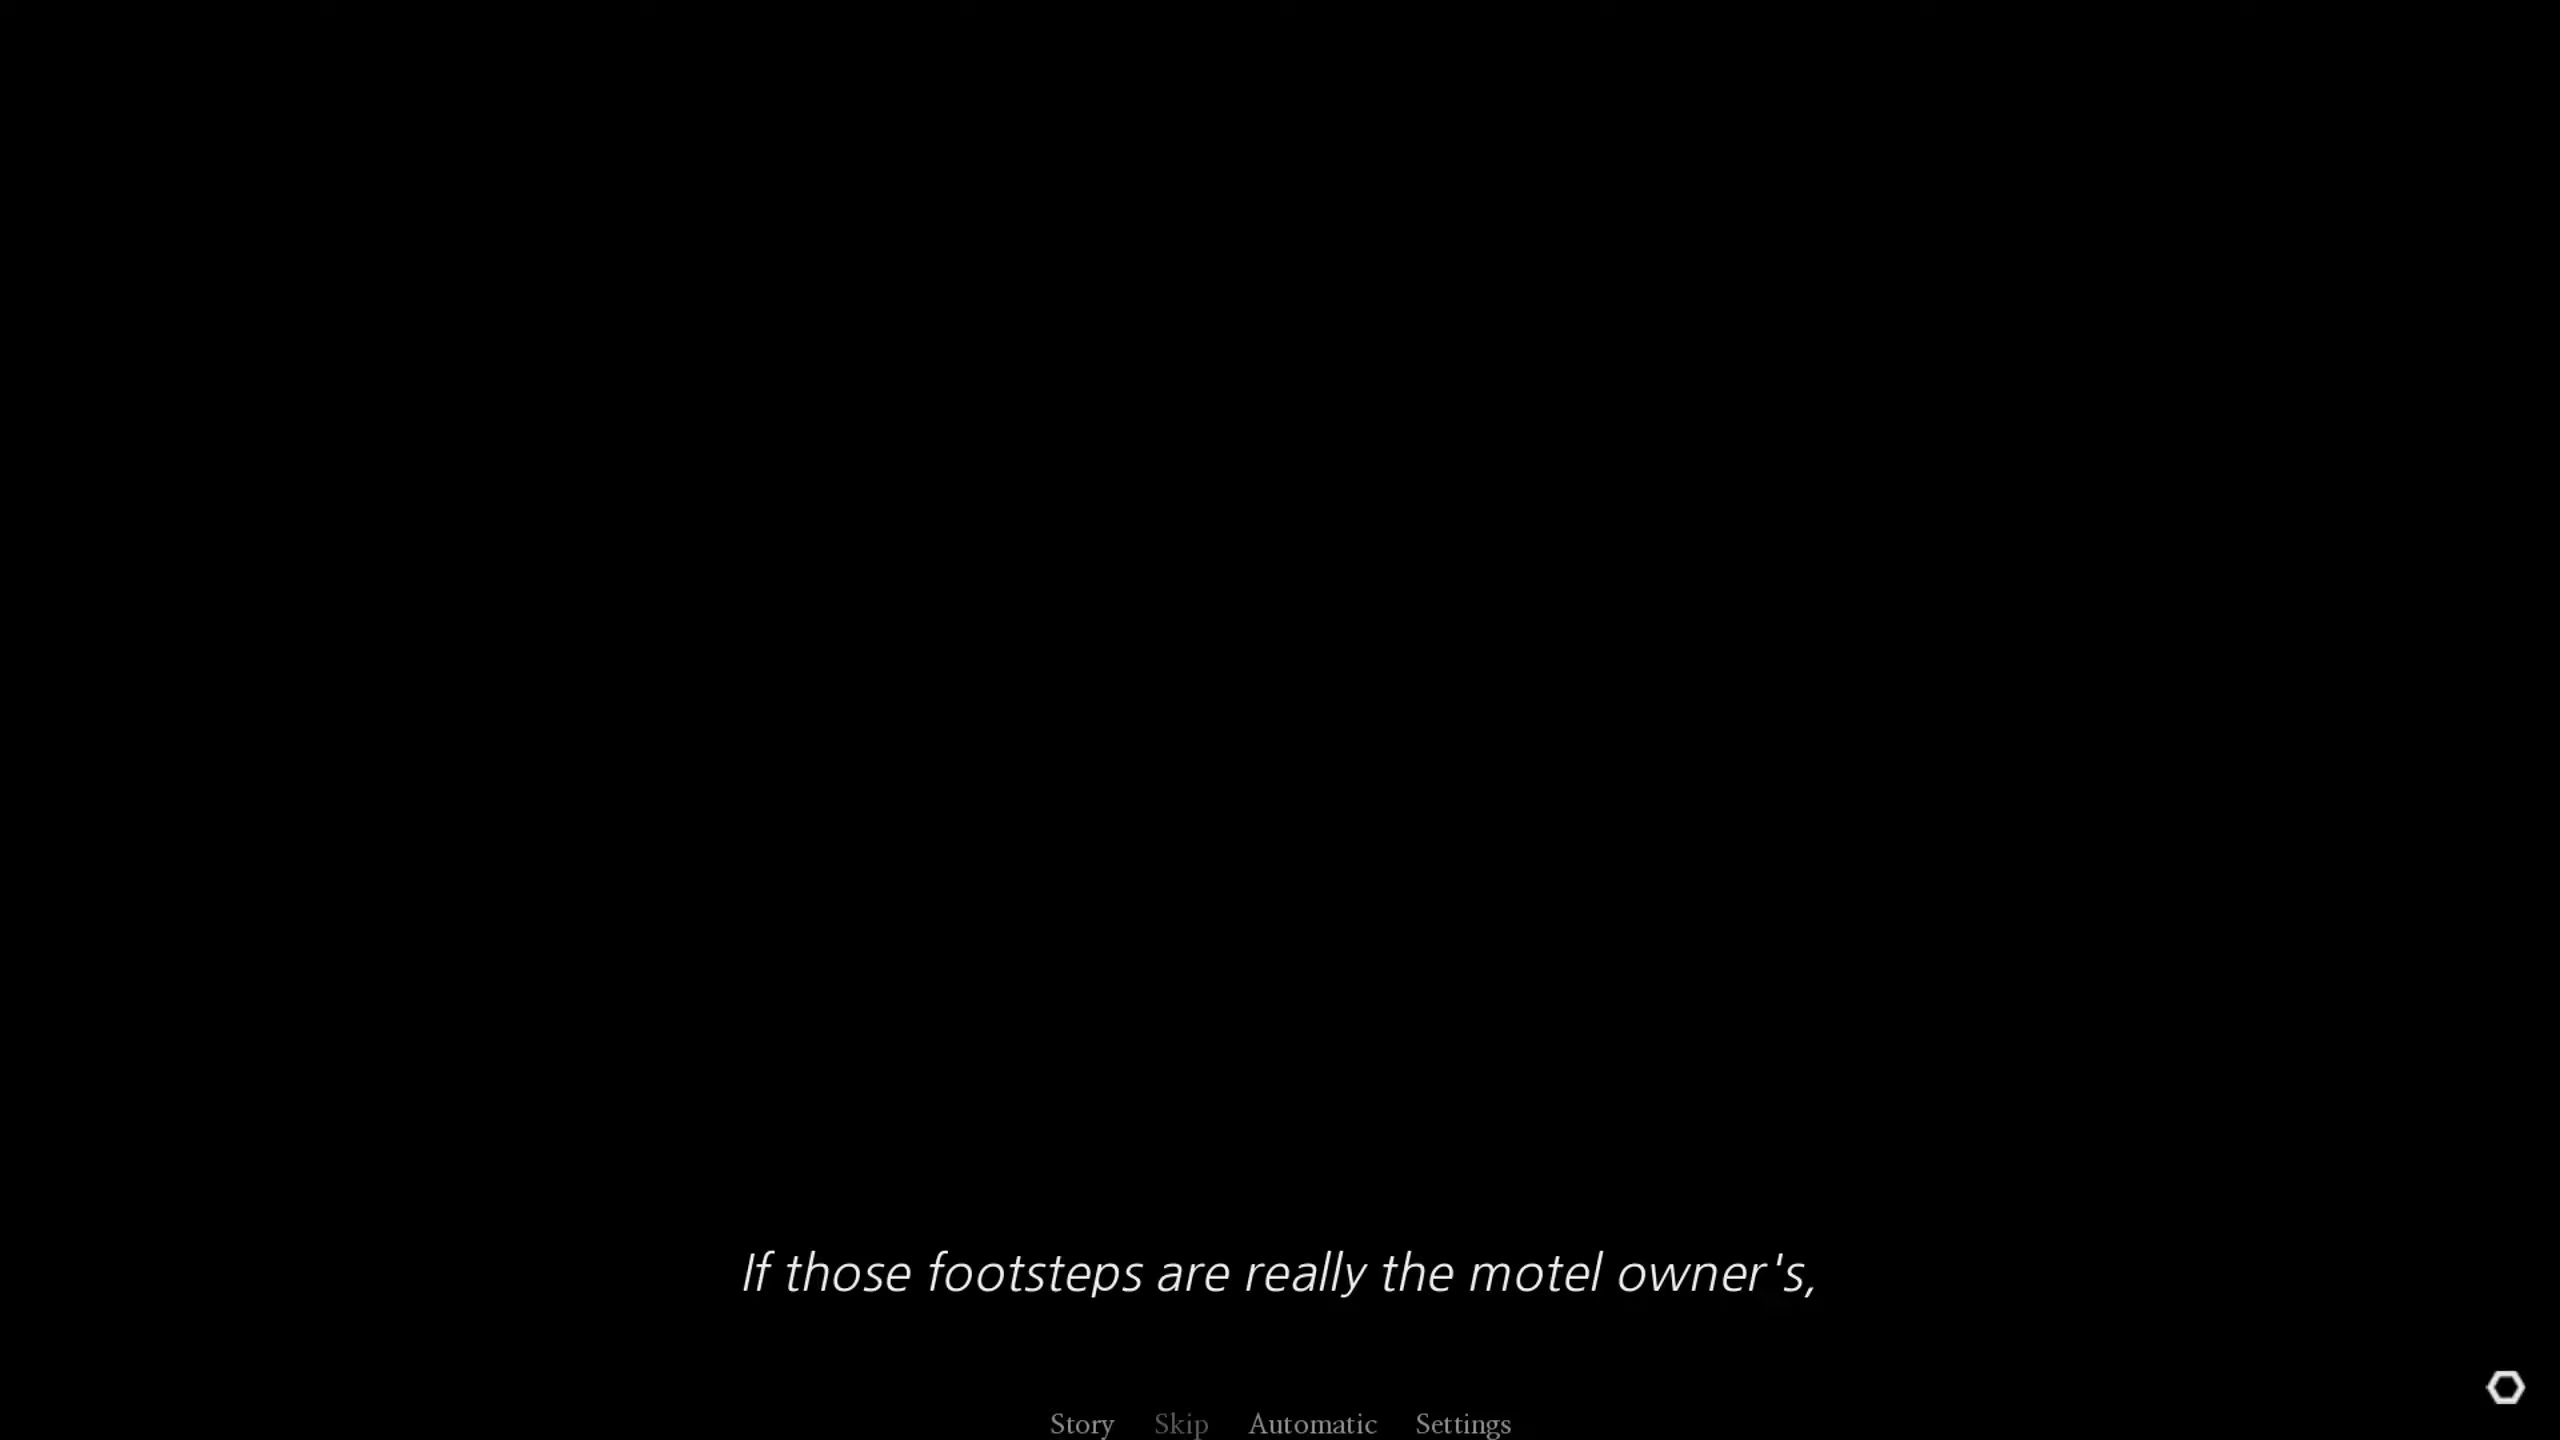 If those footsteps are really the motel owner's,
Story Skip Automatic Settings